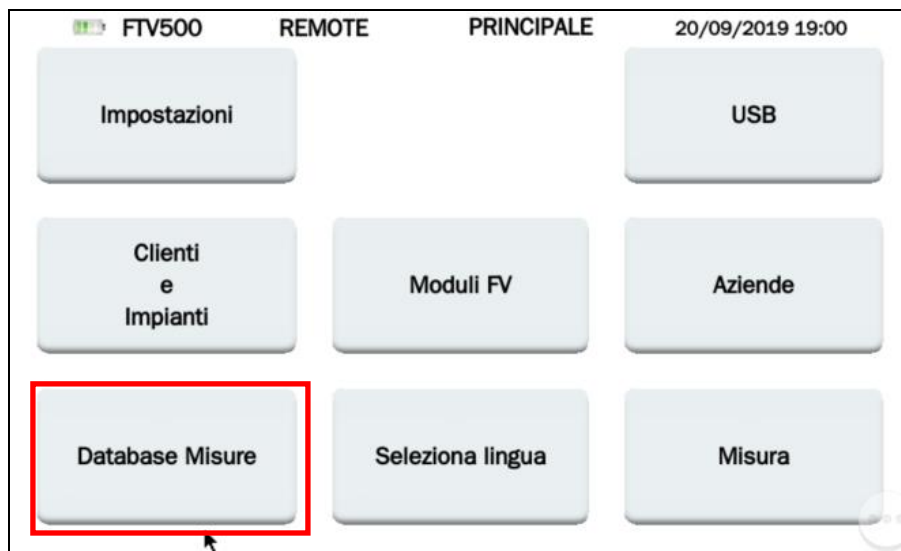 FTV500 REMOTE PRINCIPALE 20/09/2019 19:00
Impostazioni
USB
Clienti
e
Impianti
Moduli FV
Aziende
Database Misure
Seleziona lingua
Misura